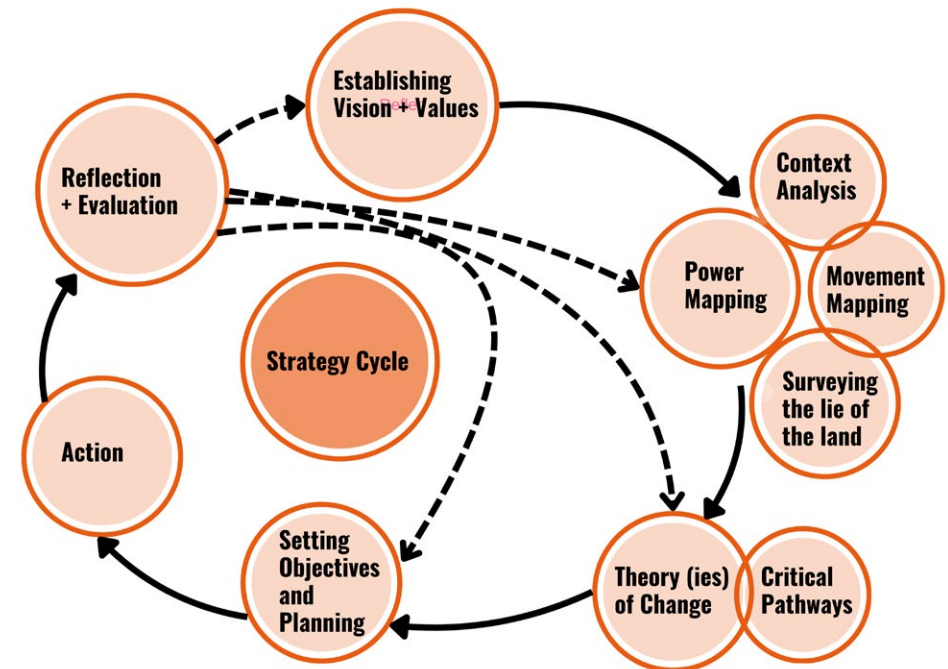 Establishing
Vision + Values
Context
Analysis
Reflection
+ Evaluation
Power
Mapping
Movement
Mapping
Strategy Cycle
Surveying
the lie of
the land
Action
Setting
Objectives
and
Planning
Theory (ies)
of Change
Critical
Pathways